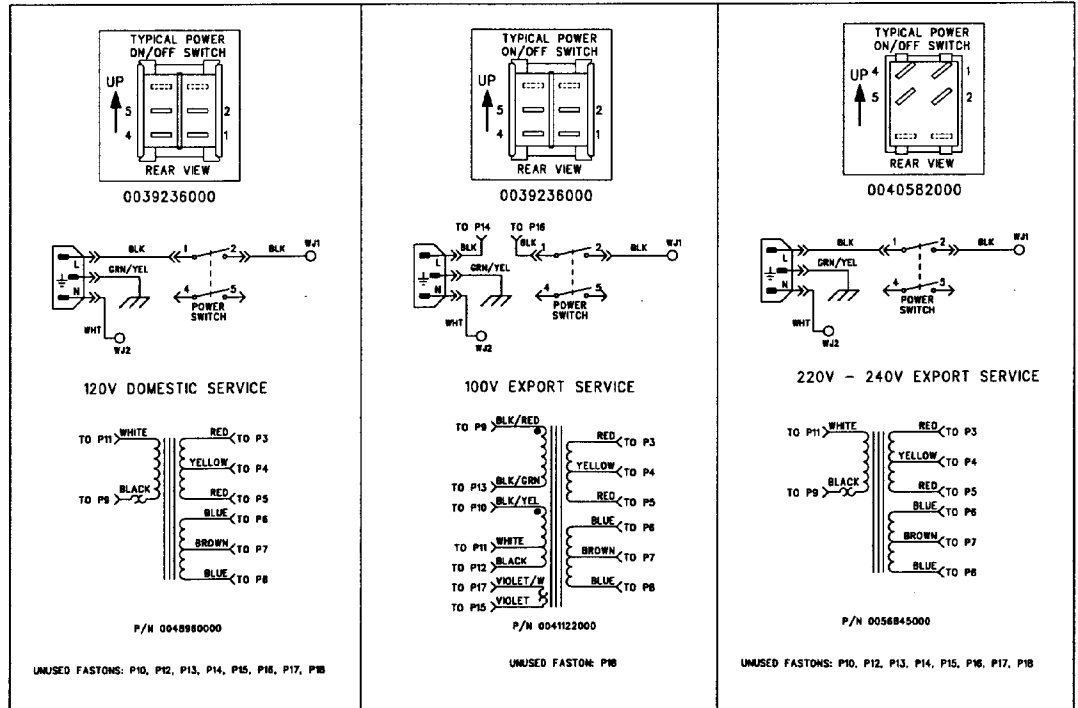 TYPICAL POWER
ON/OFF SWITCH
UP
5 2
4 1
REAR VIEW
0039236000
L BLK 1 2 BLK WJ1
GRN/YEL
N 4 5
POWER
SWITCH
WHT
WJ2
120V DOMESTIC SERVICE
TO P11 WHITE RED TO P3
YELLOW TO P4
TO P9 BLACK RED TO P5
BLUE TO P6
BROWN TO P7
BLUE TO P8
P/N 0048960000
UNUSED FASTONS: P10, P12, P13, P14, P15, P16, P17, P18
TYPICAL POWER
ON/OFF SWITCH
UP
5 2
4 1
REAR VIEW
0039236000
TO P14 TO P16
L BLK BLK 1 2 BLK WJ1
GRN/YEL
N 4 5
POWER
SWITCH
WHT
WJ2
100V EXPORT SERVICE
TO P9 BLK/RED RED TO P3
YELLOW TO P4
TO P13 BLK/GRN RED TO P5
TO P10 BLK/YEL BLUE TO P6
TO P11 WHITE BROWN TO P7
TO P12 BLACK
TO P17 VIOLET/W BLUE TO P8
TO P15 VIOLET
P/N 0041122000
UNUSED FASTON: P18
TYPICAL POWER
ON/OFF SWITCH
UP 4 1
5 2
REAR VIEW
0040582000
L BLK 1 2 BLK WJ1
GRN/YEL
N 4 5
POWER
SWITCH
WHT
WJ2
220V - 240V EXPORT SERVICE
TO P11 WHITE RED TO P3
YELLOW TO P4
TO P9 BLACK RED TO P5
BLUE TO P6
BROWN TO P7
BLUE TO P8
P/N 0056845000
UNUSED FASTONS: P10, P12, P13, P14, P15, P16, P17, P18